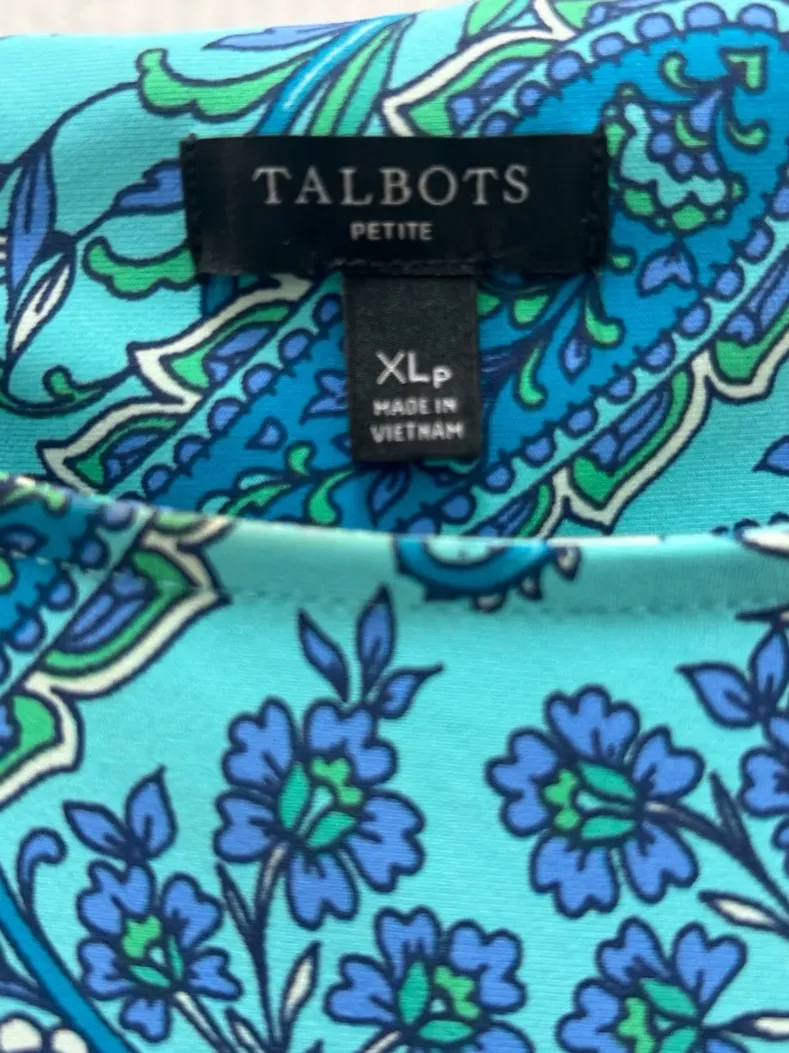 TALBOTS
PETITE
XLP
MADE IN
VIETNAM